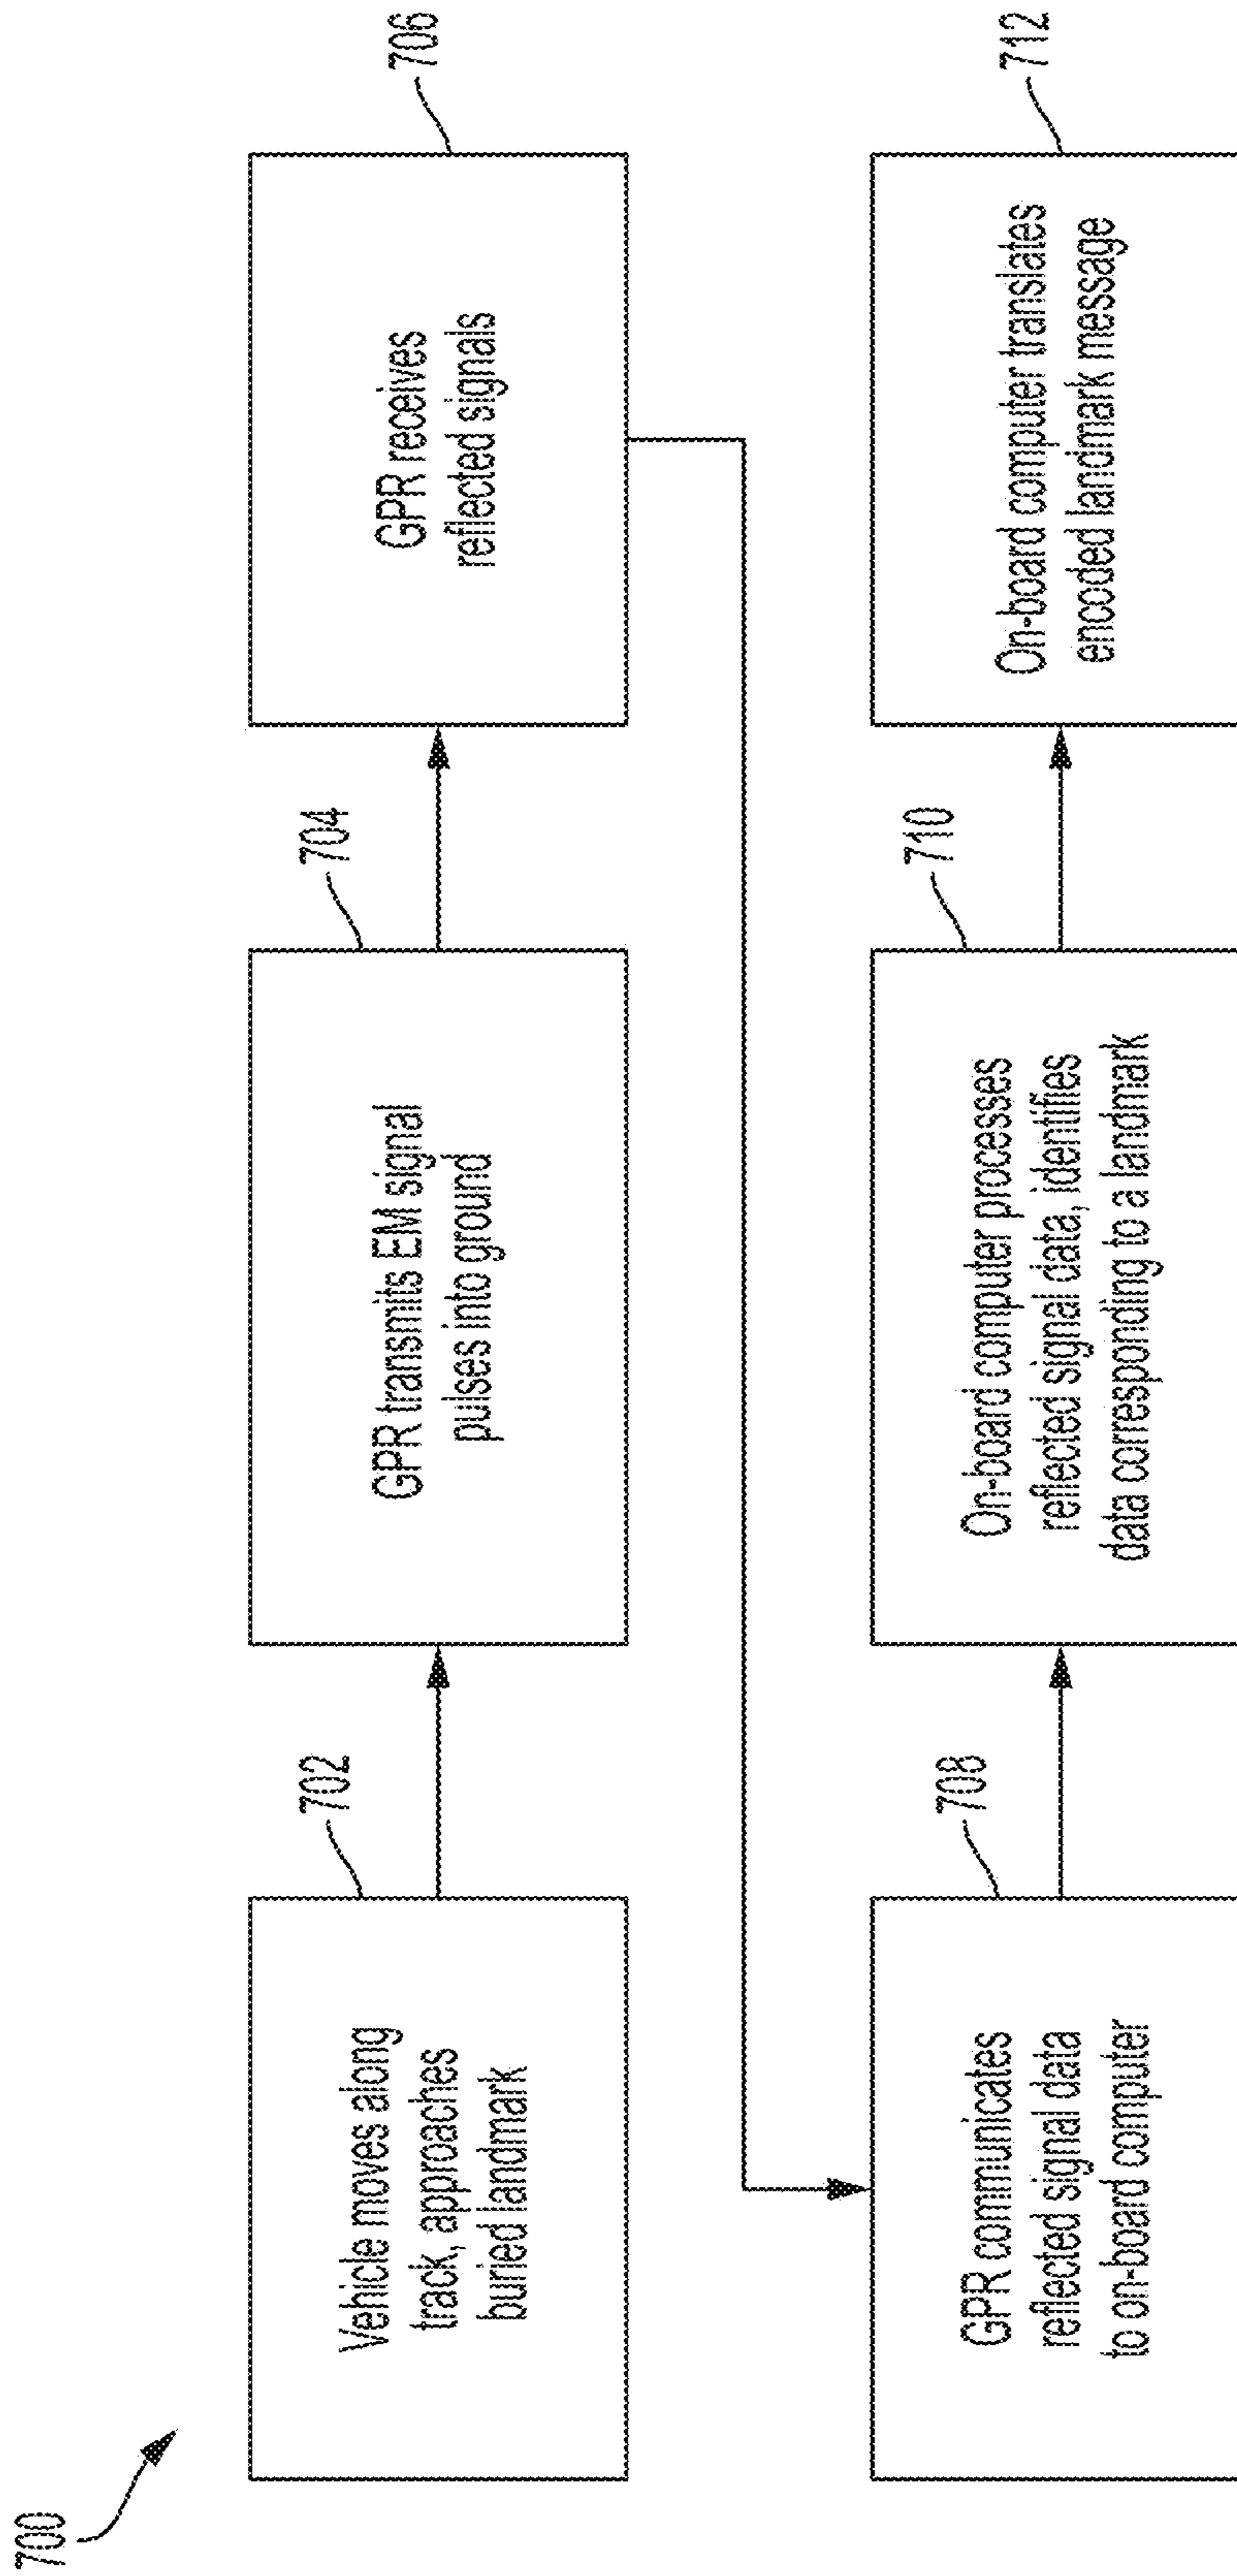 700
702
Vehicle moves along
track, approaches
buried landmark
704
GPR transmits EM signal
pulses into ground
706
GPR receives
reflected signals
708
GPR communicates
reflected signal data
to on-board computer
710
On-board computer processes
reflected signal data, identifies
data corresponding to a landmark
712
On-board computer translates
encoded landmark message